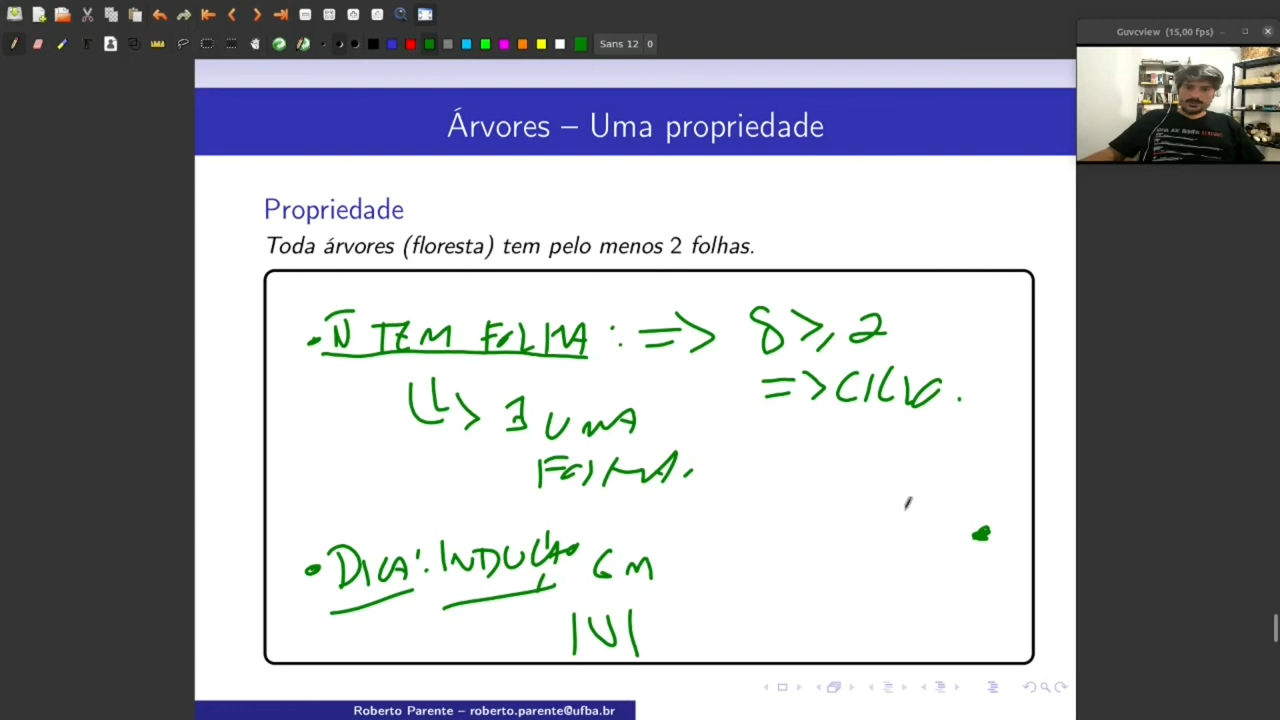 Sans 12 0
Guvcview (15,00 fps)
Árvores – Uma propriedade
Propriedade
Toda árvores (floresta) tem pelo menos 2 folhas.
• Ñ TEM FOLHA : => δ >, 2
=> CICLO.
∃ UMA
FOLHA.
• DICA: INDUÇÃO EM
|V|
Roberto Parente – roberto.parente@ufba.br